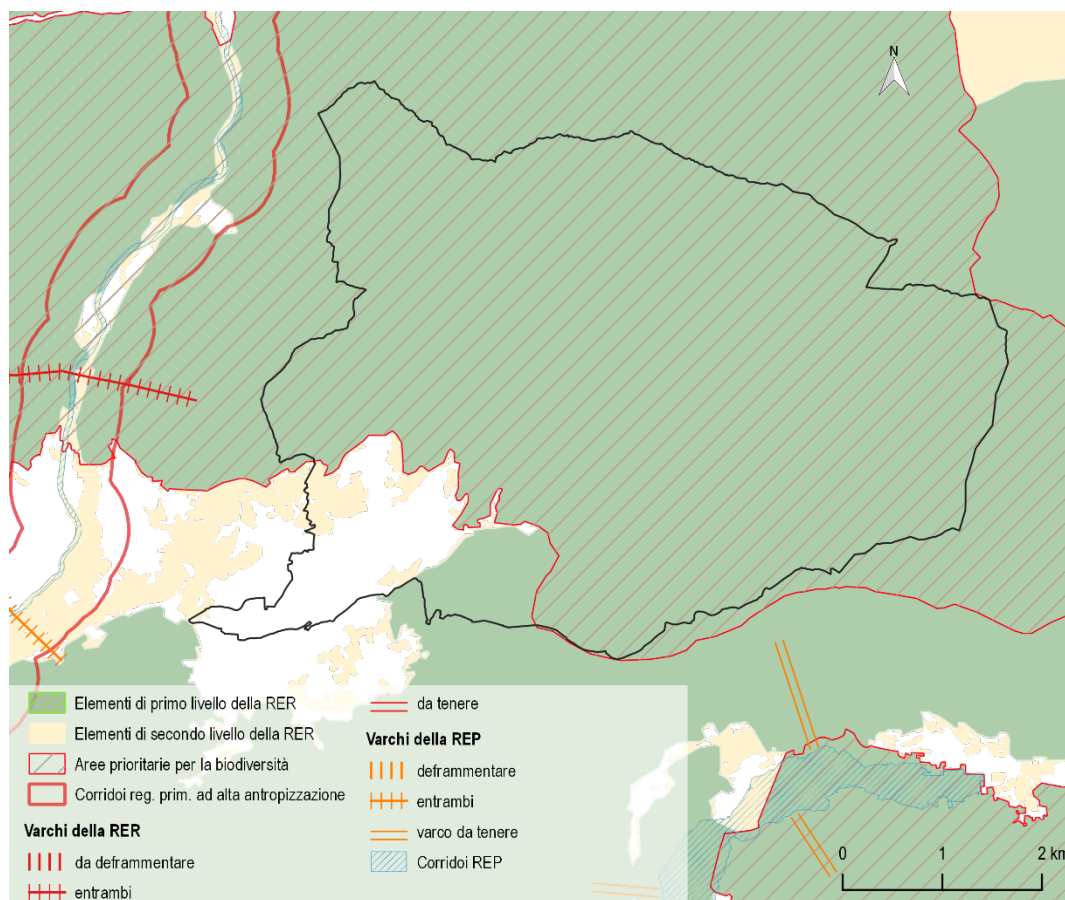 N
Elementi di primo livello della RER
Elementi di secondo livello della RER
Aree prioritarie per la biodiversità
Corridoi reg. prim. ad alta antropizzazione
Varchi della RER
da deframmentare
entrambi
da tenere
Varchi della REP
deframmentare
entrambi
varco da tenere
Corridoi REP
0 1 2 km